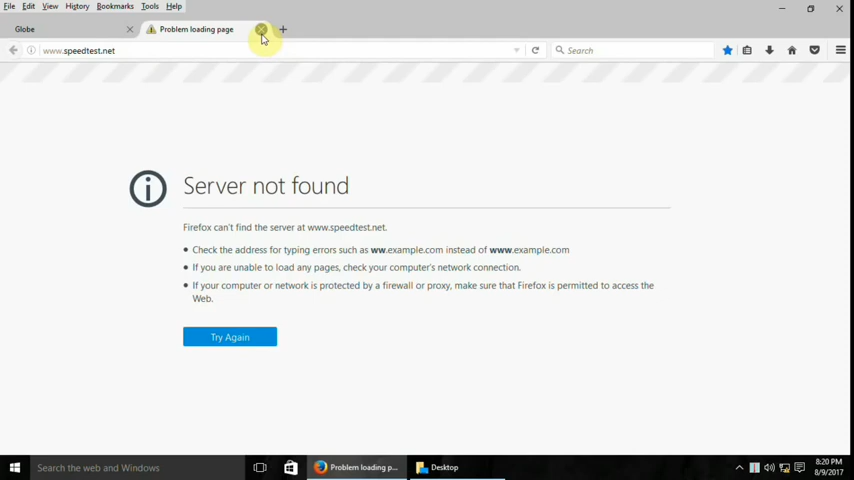 File Edit View History Bookmarks Tools Help
Globe
Problem loading page
www.speedtest.net
Search
Server not found
Firefox can't find the server at www.speedtest.net.
Check the address for typing errors such as ww.example.com instead of www.example.com
If you are unable to load any pages, check your computer's network connection.
If your computer or network is protected by a firewall or proxy, make sure that Firefox is permitted to access the
Web.
Try Again
Search the web and Windows
Problem loading p...
Desktop
8:20 PM
8/9/2017